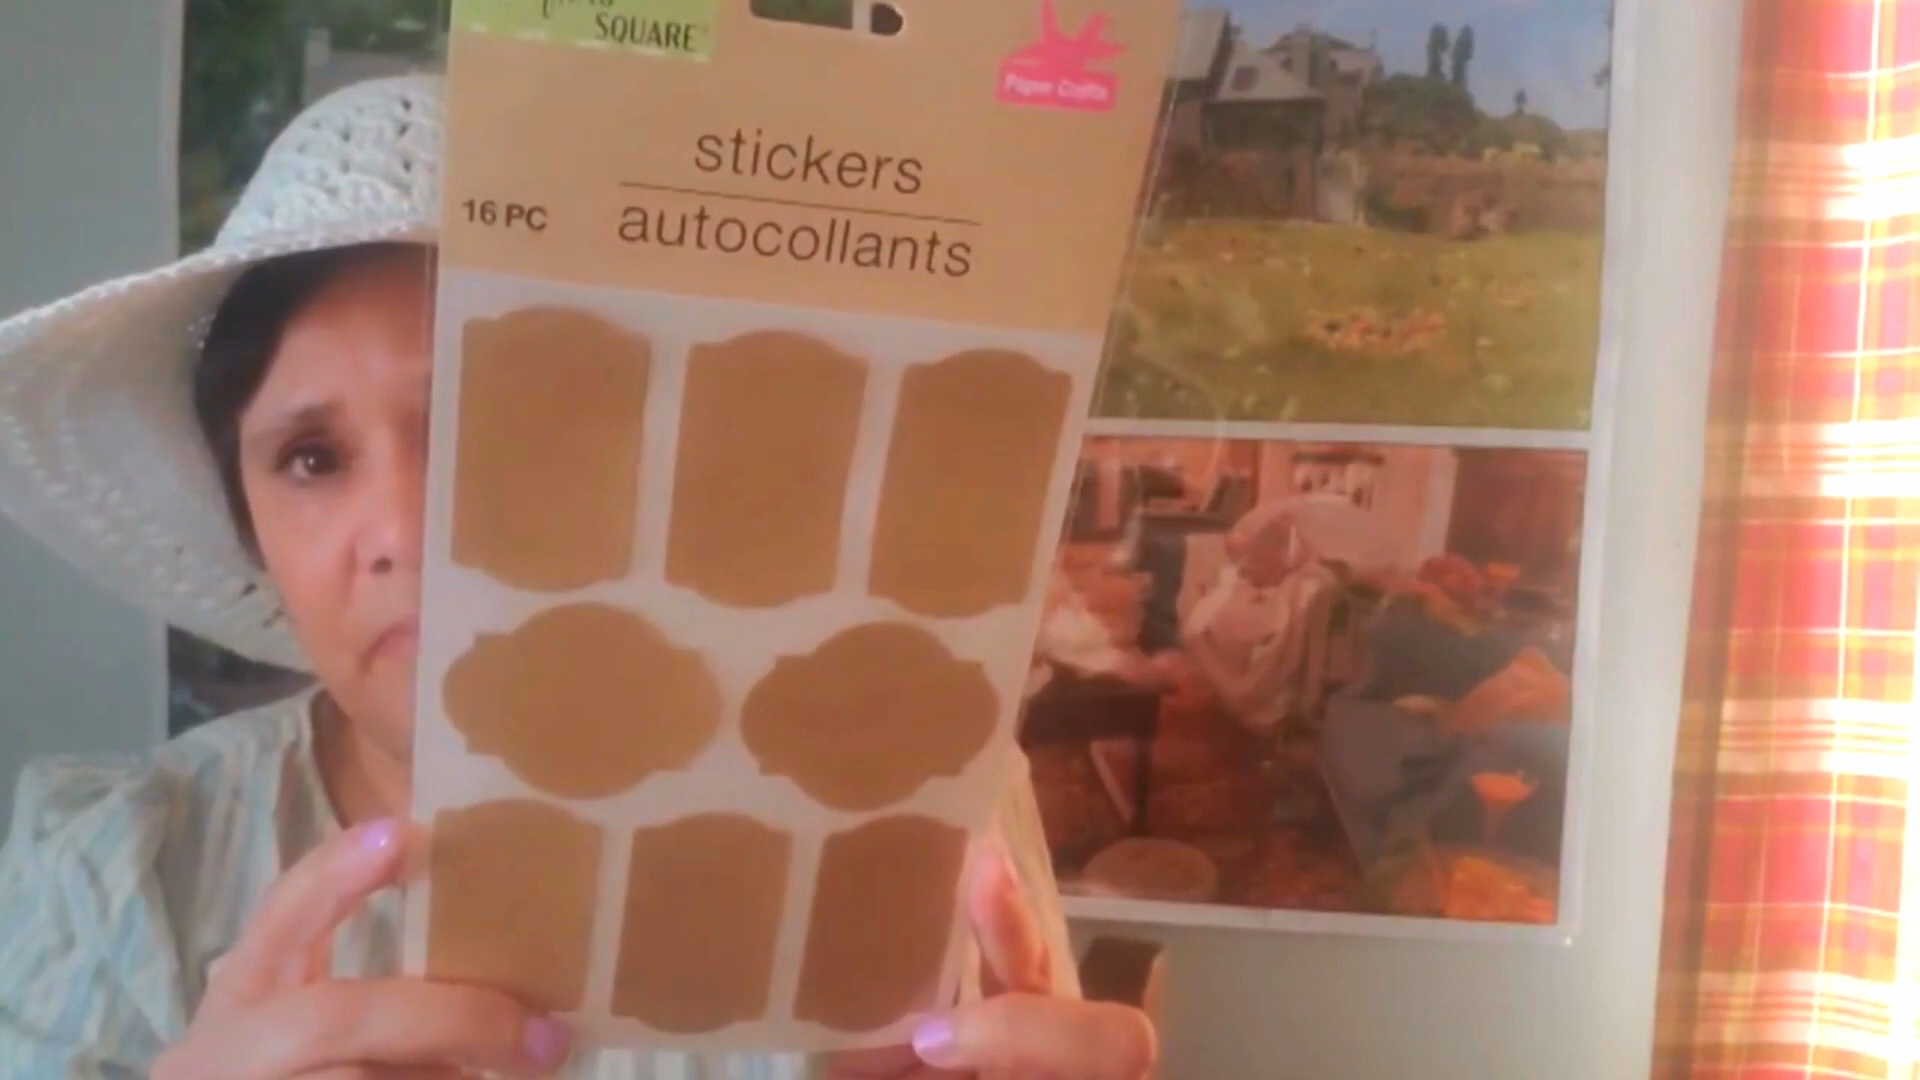 SQUARE
Paper Crafts
stickers
16 PC
autocollants